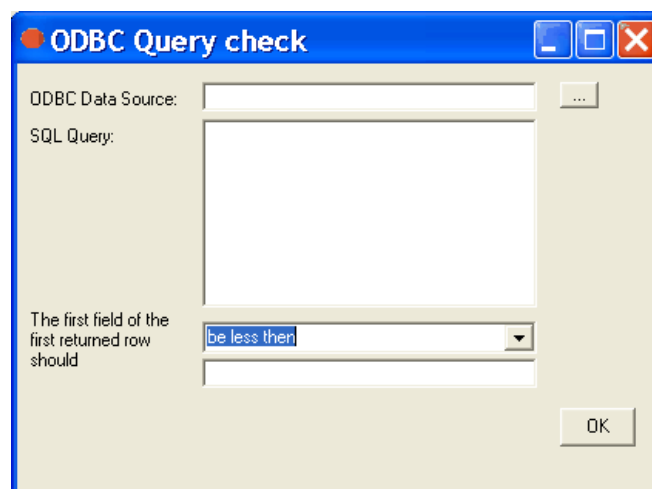 ODBC Query check
ODBC Data Source:
...
SQL Query:
The first field of the
first returned row
should
be less then
OK